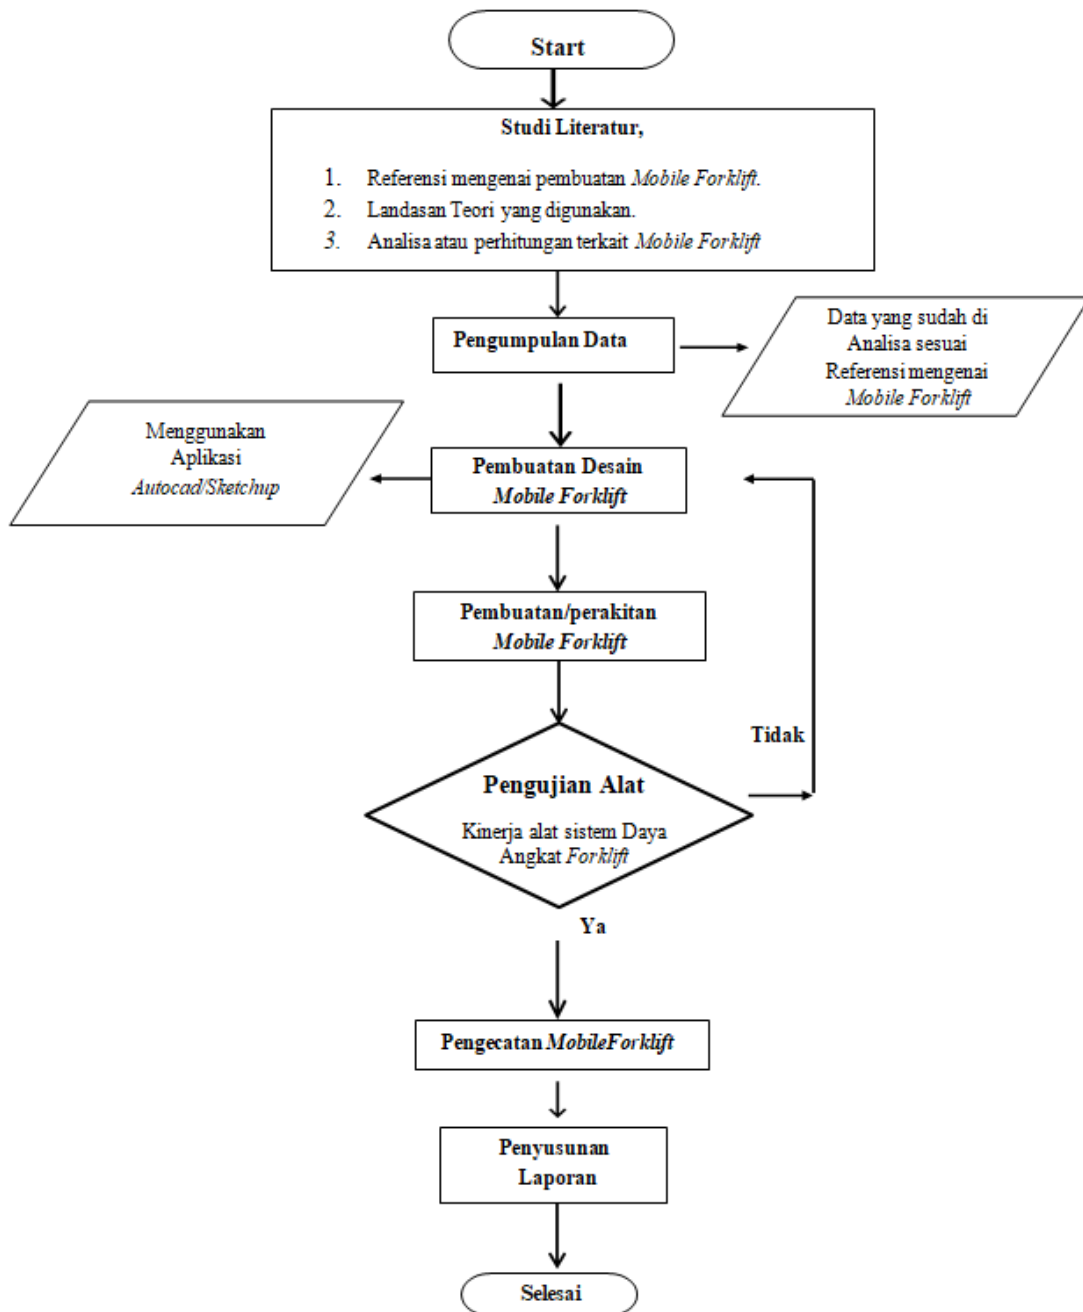 Start
Studi Literatur,
1. Referensi mengenai pembuatan Mobile Forklift.
2. Landasan Teori yang digunakan.
3. Analisa atau perhitungan terkait Mobile Forklift
Pengumpulan Data
Data yang sudah di
Analisa sesuai
Referensi mengenai
Mobile Forklift
Menggunakan
Aplikasi
Autocad/Sketchup
Pembuatan Desain
Mobile Forklift
Pembuatan/perakitan
Mobile Forklift
Tidak
Pengujian Alat
Kinerja alat sistem Daya
Angkat Forklift
Ya
Pengecatan MobileForklift
Penyusunan
Laporan
Selesai